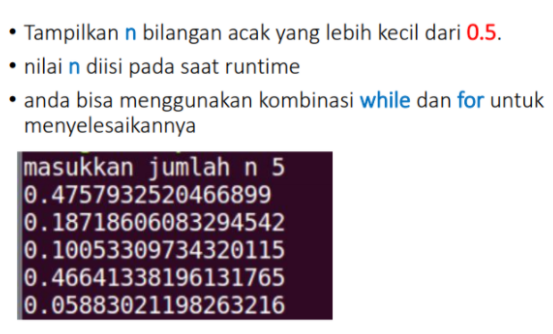 • Tampilkan n bilangan acak yang lebih kecil dari 0.5.
• nilai n diisi pada saat runtime
• anda bisa menggunakan kombinasi while dan for untuk
menyelesaikannya
masukkan jumlah n 5
0.4757932520466899
0.18718606083294542
0.10053309734320115
0.46641338196131765
0.05883021198263216